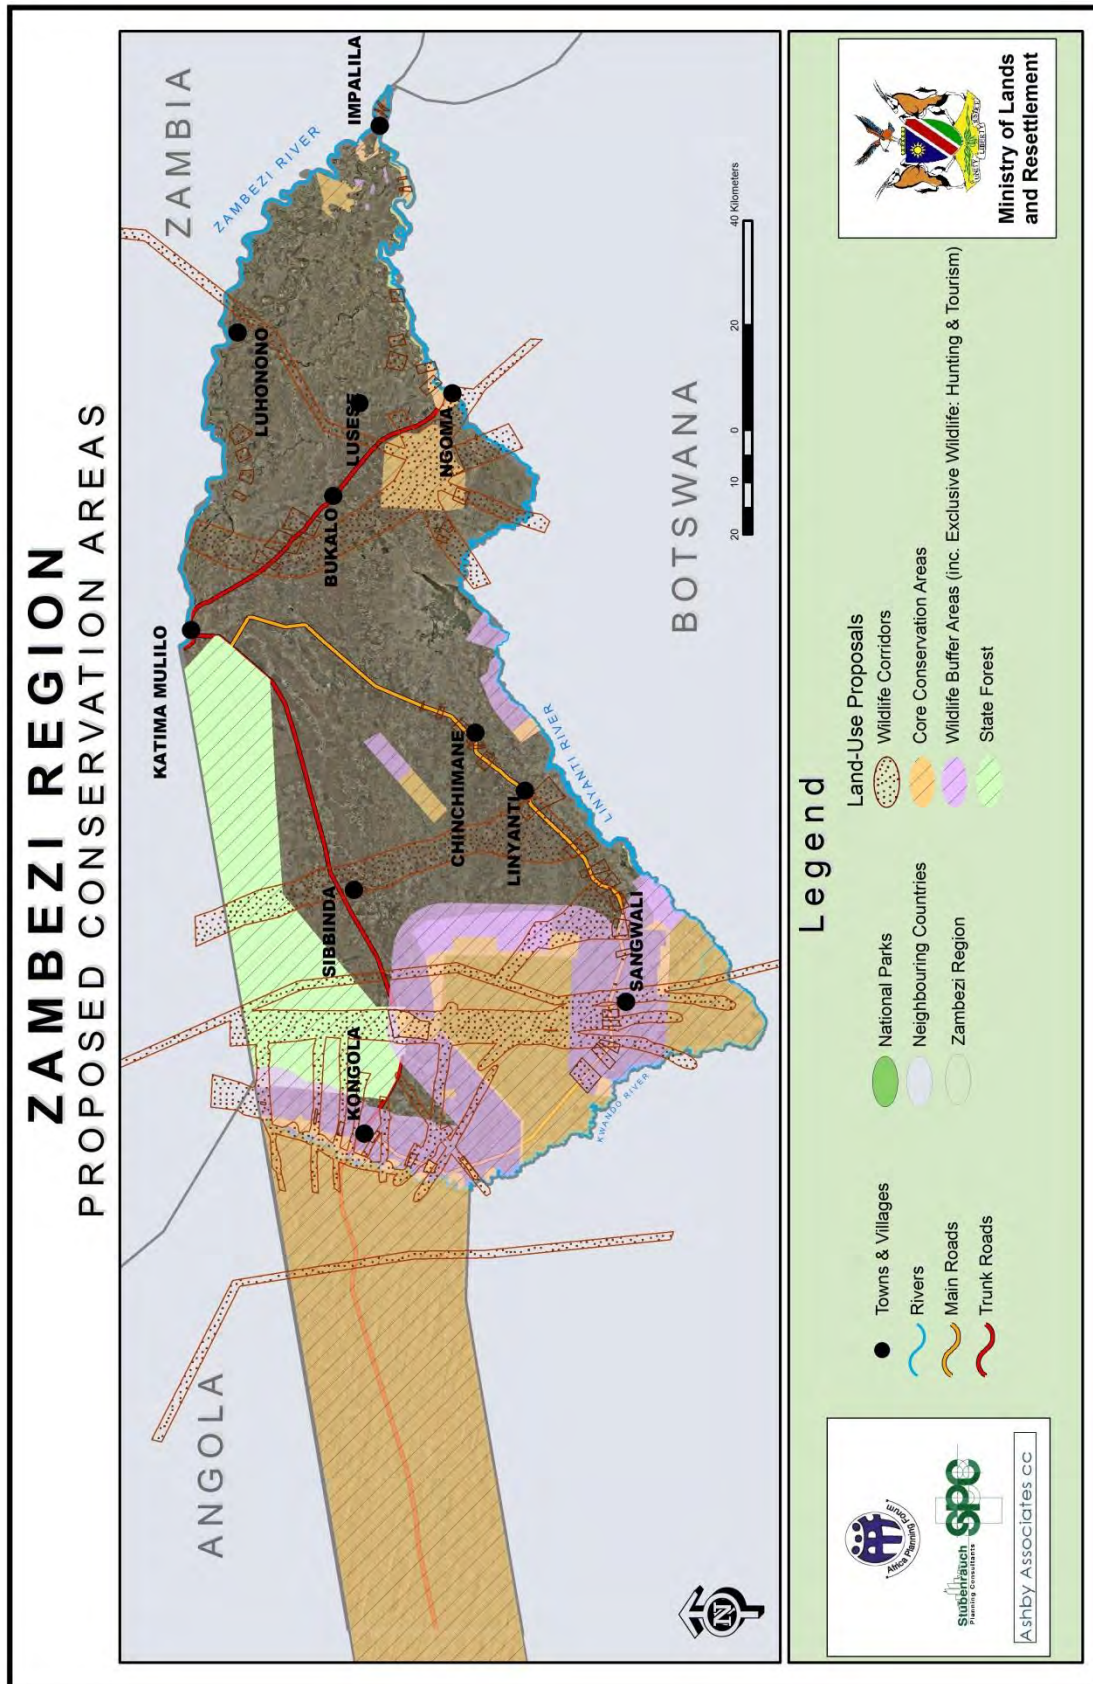 ZAMBEZI REGION
PROPOSED CONSERVATION AREAS
ANGOLA
ZAMBIA
BOTSWANA
ZAMBEZI RIVER
LINYANTI RIVER
KWANDO RIVER
KATIMA MULILO
IMPALILA
LUHONONO
LUSESE
BUKALO
NGOMA
CHINCHIMANE
LINYANTI
SIBBINDA
SANGWALI
KONGOLA
N
20 10 0 20 40 Kilometers
Legend
Towns & Villages
Rivers
Main Roads
Trunk Roads
National Parks
Neighbouring Countries
Zambezi Region
Land-Use Proposals
Wildlife Corridors
Core Conservation Areas
Wildlife Buffer Areas (inc. Exclusive Wildlife: Hunting & Tourism)
State Forest
Africa Planning Forum
Stubenrauch
Planning Consultants
spc
Ashby Associates cc
UNITY LIBERTY JUSTICE
Ministry of Lands
and Resettlement